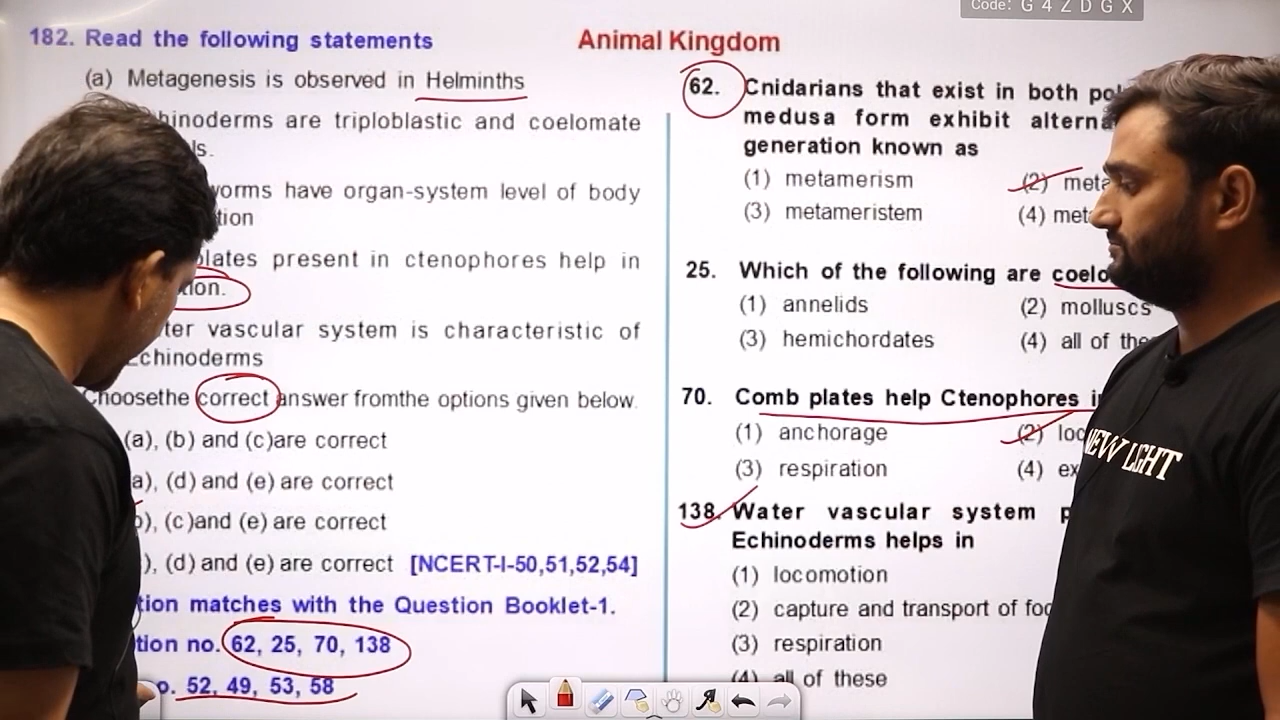 Code: G 4 Z D G X
182. Read the following statements
(a) Metagenesis is observed in Helminths
hinoderms are triploblastic and coelomate
ls.
worms have organ-system level of body
tion
plates present in ctenophores help in
tion.
ter vascular system is characteristic of
Echinoderms
Choosethe correct answer fromthe options given below.
(a), (b) and (c)are correct
a), (d) and (e) are correct
b), (c)and (e) are correct
), (d) and (e) are correct [NCERT-I-50,51,52,54]
tion matches with the Question Booklet-1.
tion no. 62, 25, 70, 138
o. 52, 49, 53, 58
Animal Kingdom
62. Cnidarians that exist in both pol
medusa form exhibit alterna
generation known as
(1) metamerism (2) meta
(3) metameristem (4) met
25. Which of the following are coelo
(1) annelids (2) molluscs
(3) hemichordates (4) all of the
70. Comb plates help Ctenophores i
(1) anchorage (2) loc
(3) respiration (4) ex
138. Water vascular system p
Echinoderms helps in
(1) locomotion
(2) capture and transport of foo
(3) respiration
(4) all of these
NEW LIGHT